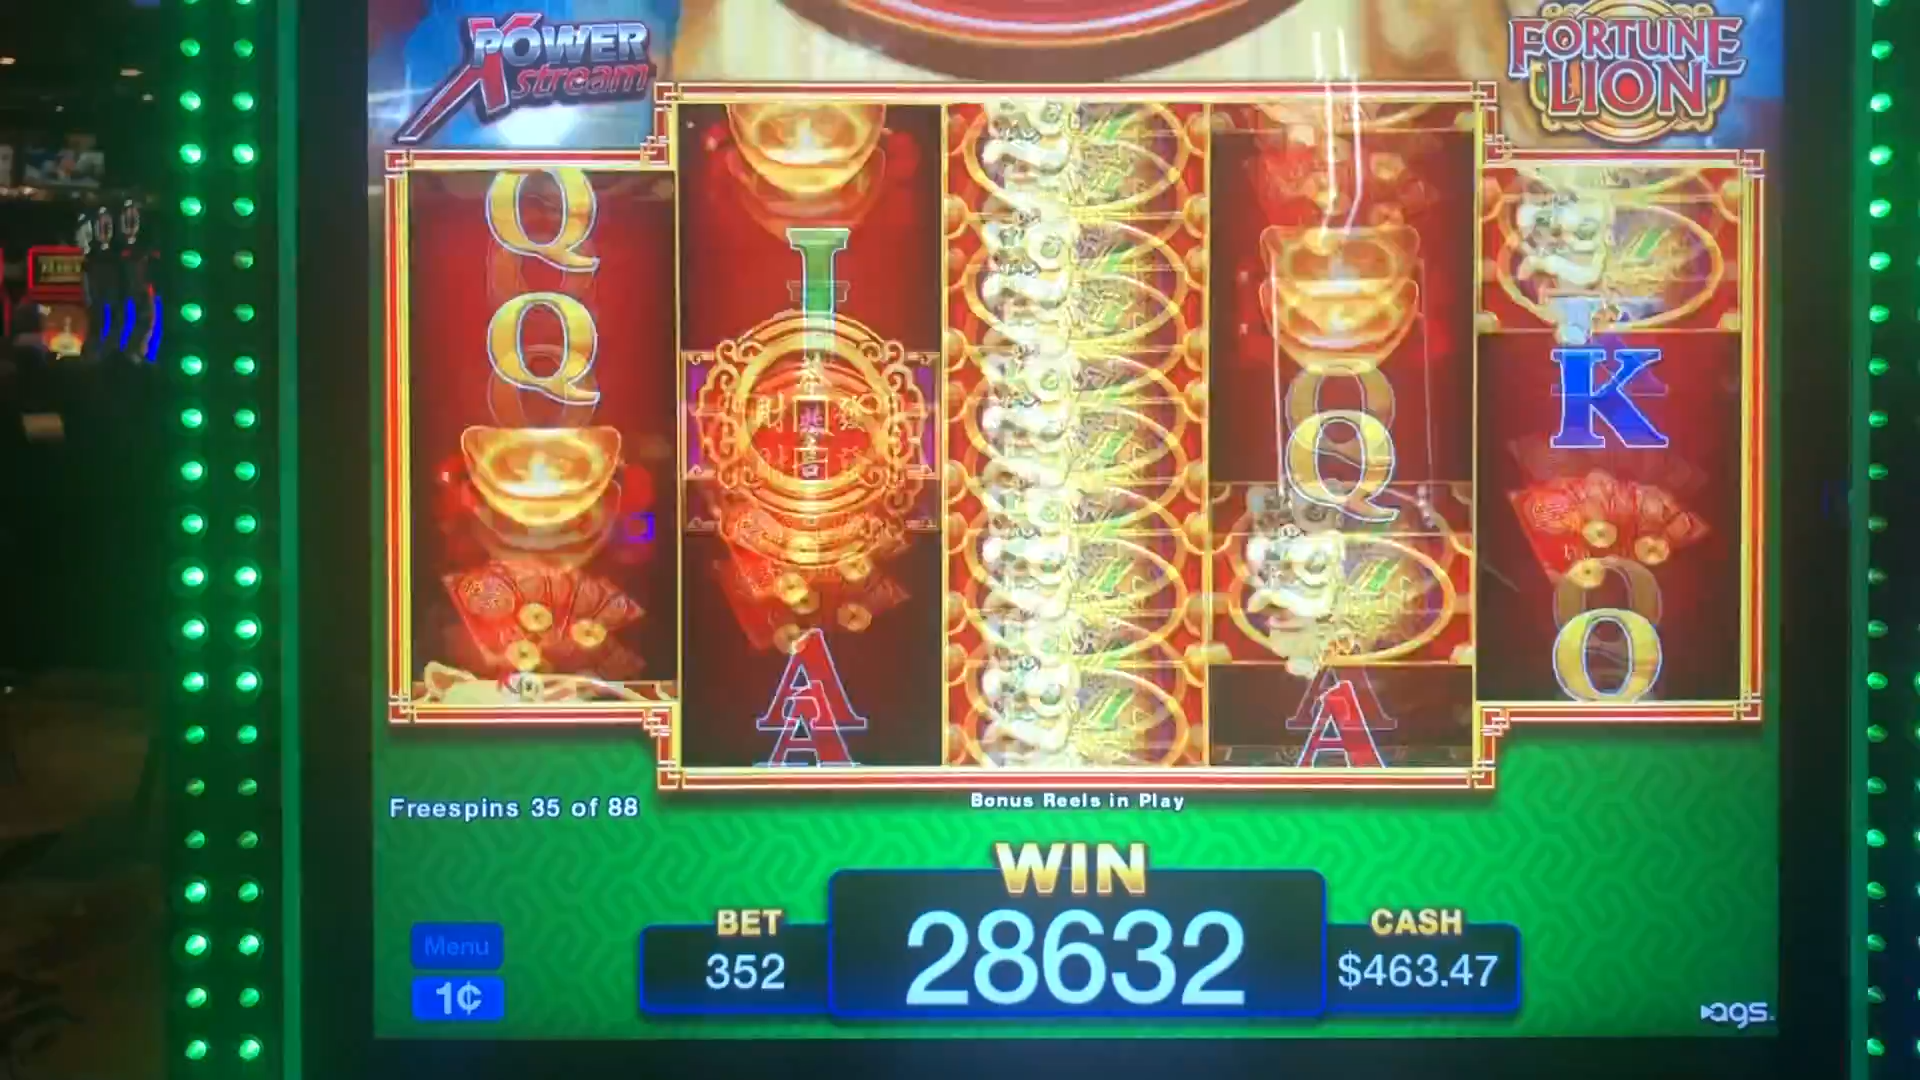 XPOWER
stream
FORTUNE
LION
Q
Q
Q
K
A
A
A
Freespins 35 of 88
Bonus Reels in Play
WIN
28632
BET
352
CASH
$463.47
Menu
1¢
ags